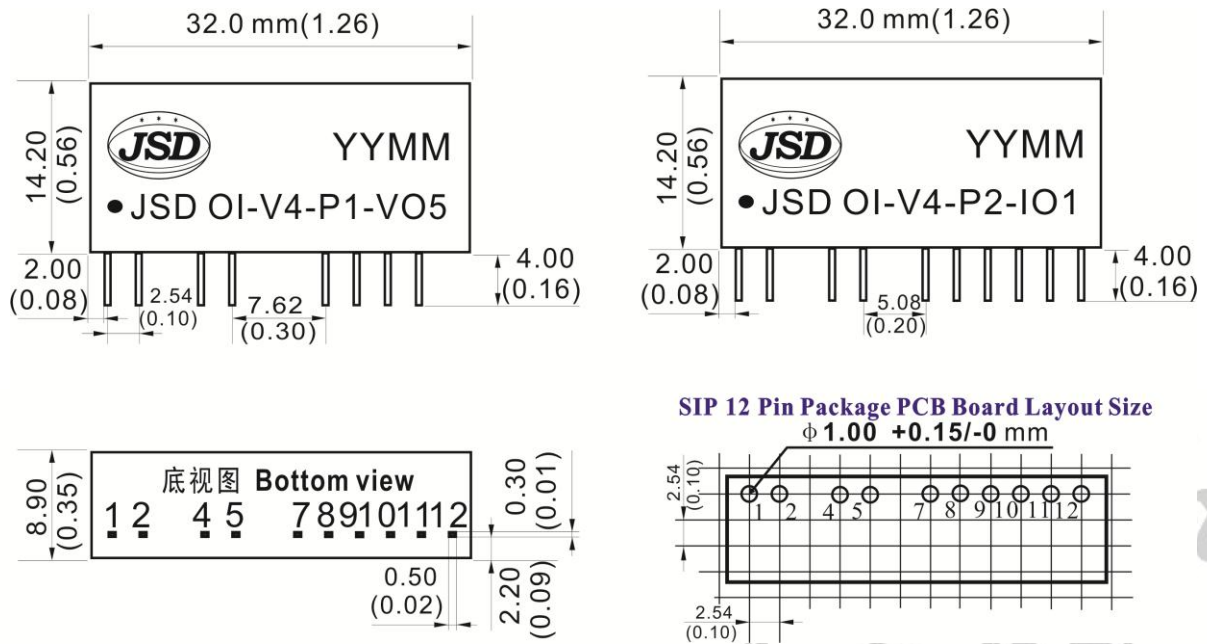 32.0 mm(1.26)
14.20
(0.56)
JSD
YYMM
●JSD OI-V4-P1-VO5
2.00
(0.08)
2.54
(0.10)
7.62
(0.30)
4.00
(0.16)
32.0 mm(1.26)
14.20
(0.56)
JSD
YYMM
●JSD OI-V4-P2-IO1
2.00
(0.08)
5.08
(0.20)
4.00
(0.16)
8.90
(0.35)
底视图 Bottom view
1 2 4 5 7 8 9 10 11 12
0.30
(0.01)
0.50
(0.02)
2.20
(0.09)
SIP 12 Pin Package PCB Board Layout Size
ϕ 1.00 +0.15/-0 mm
2.54
(0.10)
1 2 4 5 7 8 9 10 11 12
2.54
(0.10)